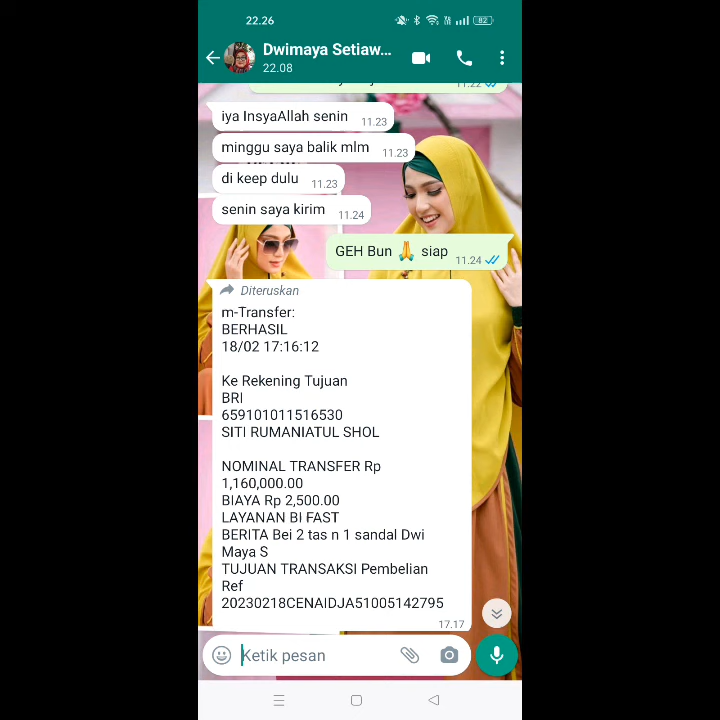 22.26
82
Dwimaya Setiaw...
22.08
11.22
iya InsyaAllah senin 11.23
minggu saya balik mlm 11.23
di keep dulu 11.23
senin saya kirim 11.24
GEH Bun 🙏 siap 11.24
Diteruskan
m-Transfer:
BERHASIL
18/02 17:16:12
Ke Rekening Tujuan
BRI
659101011516530
SITI RUMANIATUL SHOL
NOMINAL TRANSFER Rp
1,160,000.00
BIAYA Rp 2,500.00
LAYANAN BI FAST
BERITA Bei 2 tas n 1 sandal Dwi
Maya S
TUJUAN TRANSAKSI Pembelian
Ref
20230218CENAIDJA51005142795
17.17
Ketik pesan